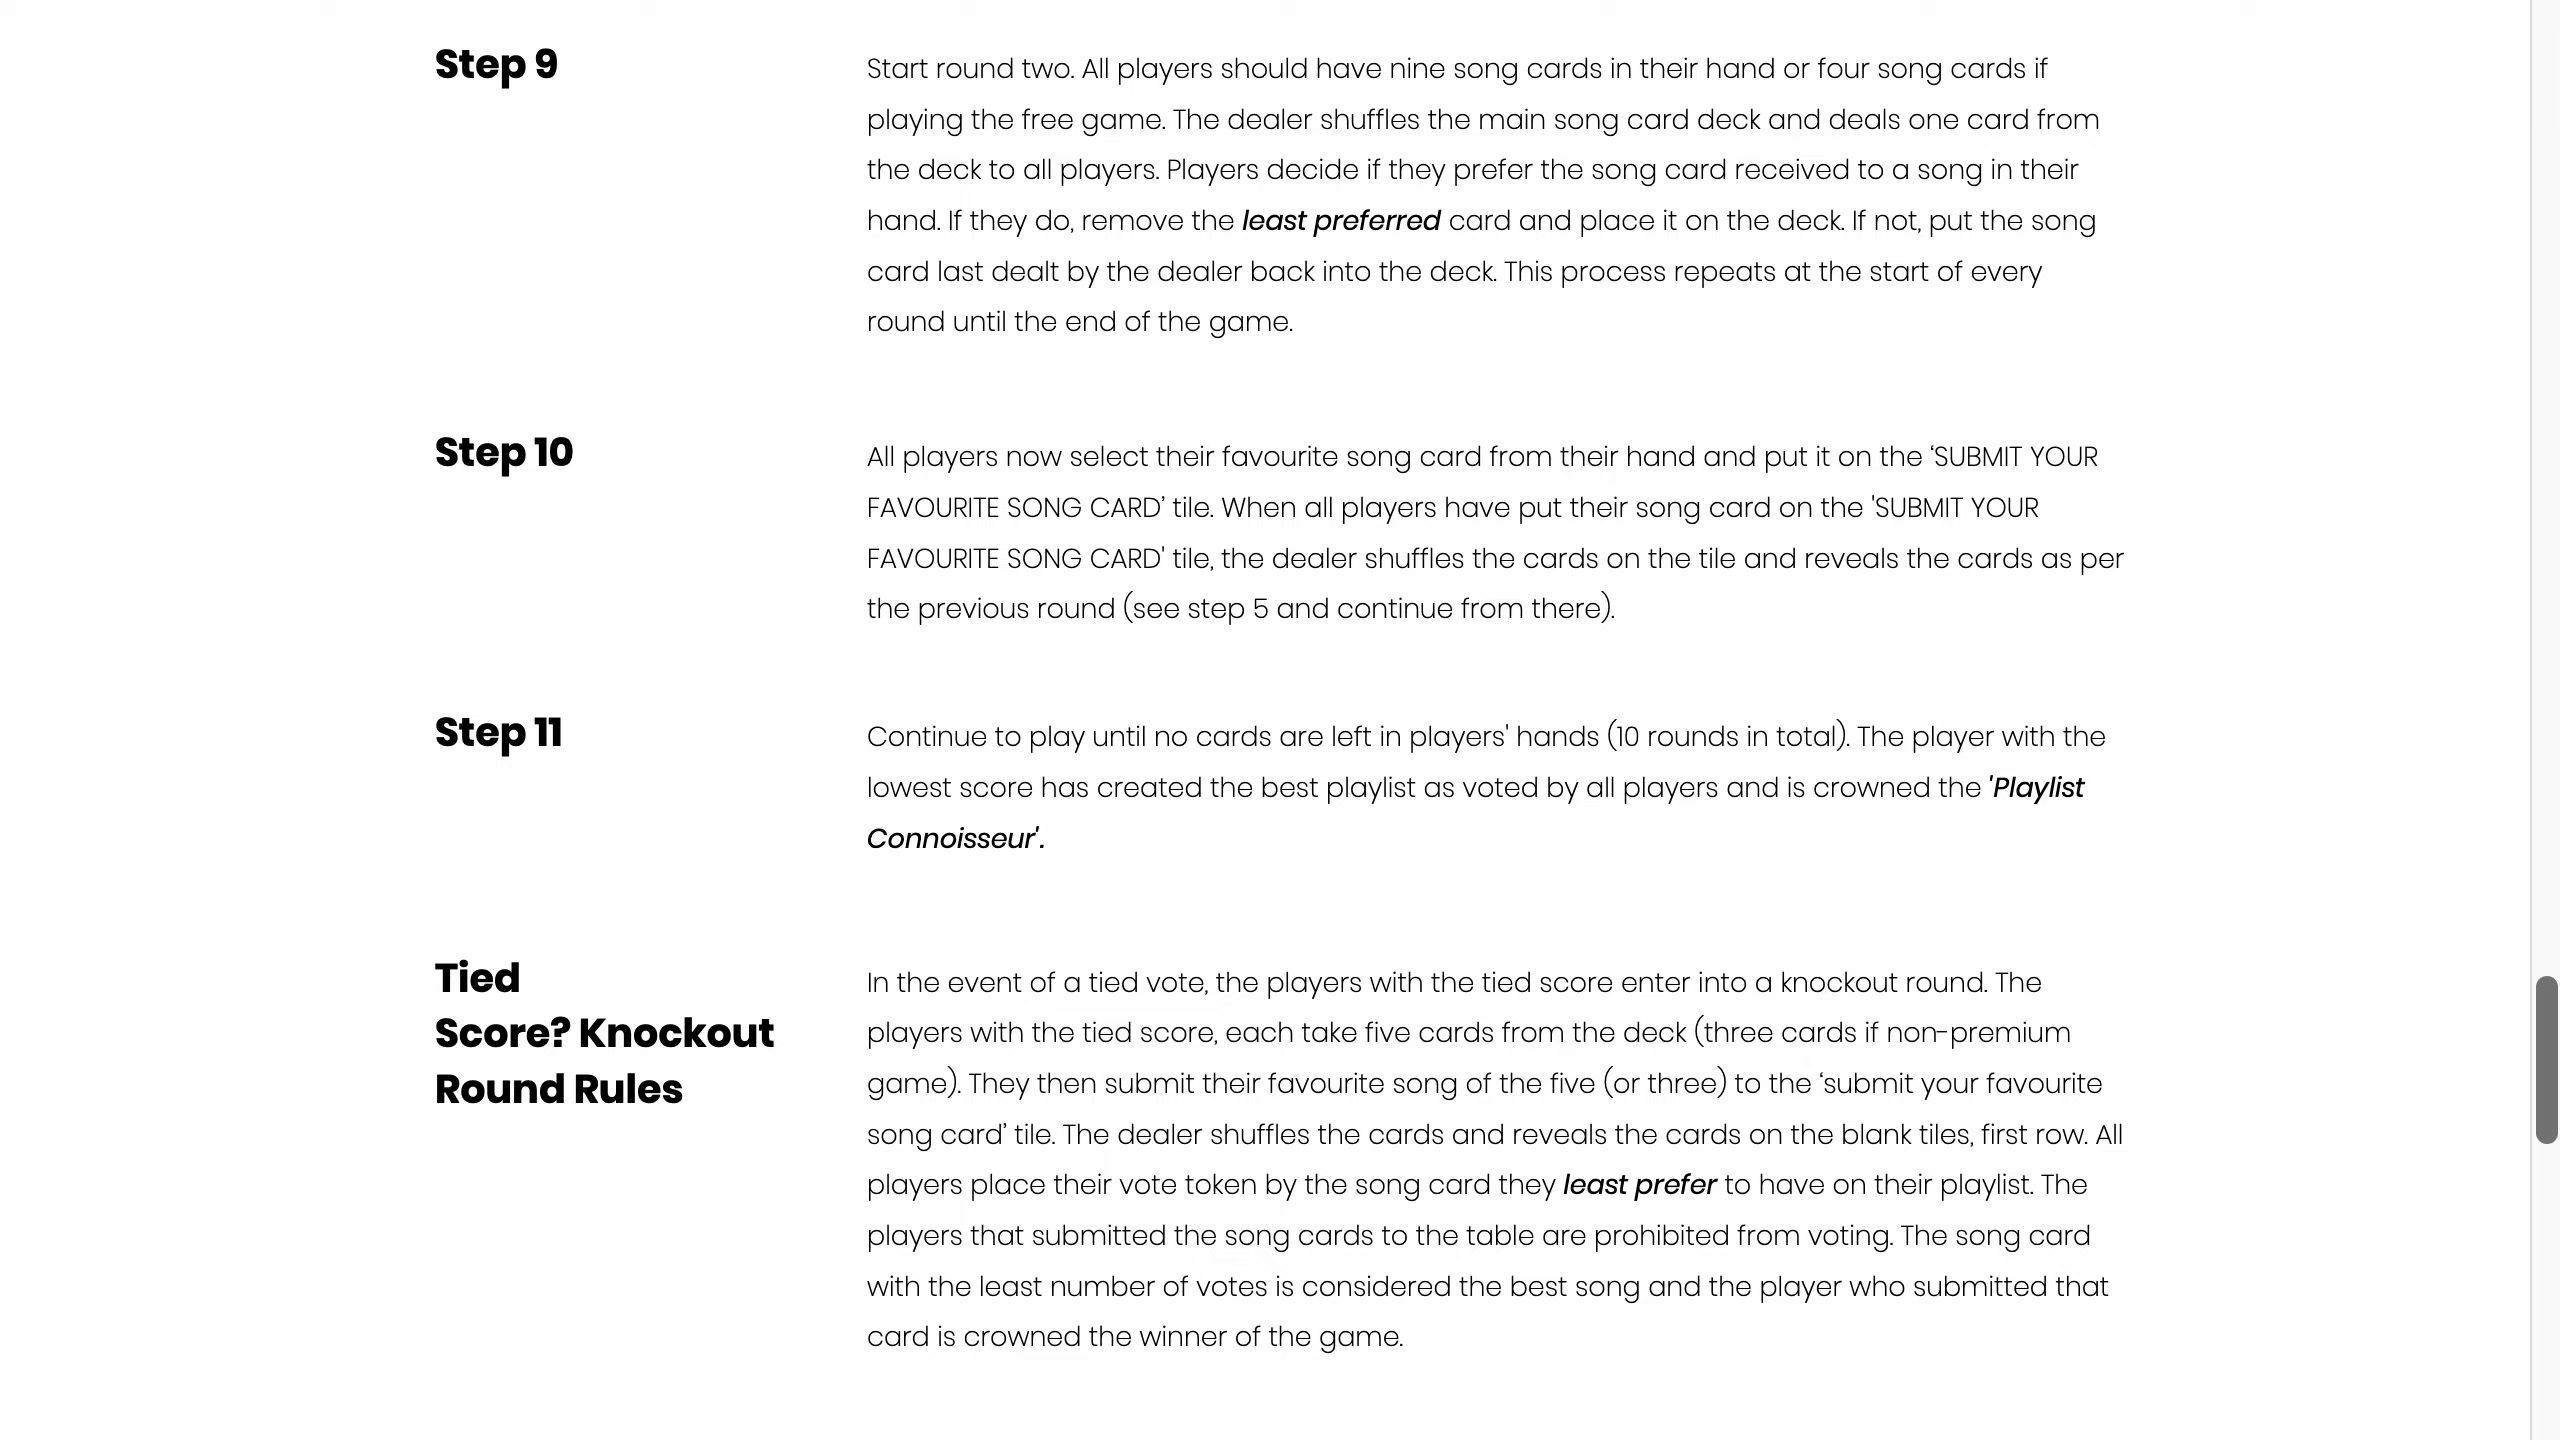 Step 9
Start round two. All players should have nine song cards in their hand or four song cards if
playing the free game. The dealer shuffles the main song card deck and deals one card from
the deck to all players. Players decide if they prefer the song card received to a song in their
hand. If they do, remove the least preferred card and place it on the deck. If not, put the song
card last dealt by the dealer back into the deck. This process repeats at the start of every
round until the end of the game.
Step 10
All players now select their favourite song card from their hand and put it on the ‘SUBMIT YOUR
FAVOURITE SONG CARD’ tile. When all players have put their song card on the 'SUBMIT YOUR
FAVOURITE SONG CARD' tile, the dealer shuffles the cards on the tile and reveals the cards as per
the previous round (see step 5 and continue from there).
Step 11
Continue to play until no cards are left in players' hands (10 rounds in total). The player with the
lowest score has created the best playlist as voted by all players and is crowned the 'Playlist
Connoisseur'.
Tied
Score? Knockout
Round Rules
In the event of a tied vote, the players with the tied score enter into a knockout round. The
players with the tied score, each take five cards from the deck (three cards if non-premium
game). They then submit their favourite song of the five (or three) to the ‘submit your favourite
song card’ tile. The dealer shuffles the cards and reveals the cards on the blank tiles, first row. All
players place their vote token by the song card they least prefer to have on their playlist. The
players that submitted the song cards to the table are prohibited from voting. The song card
with the least number of votes is considered the best song and the player who submitted that
card is crowned the winner of the game.